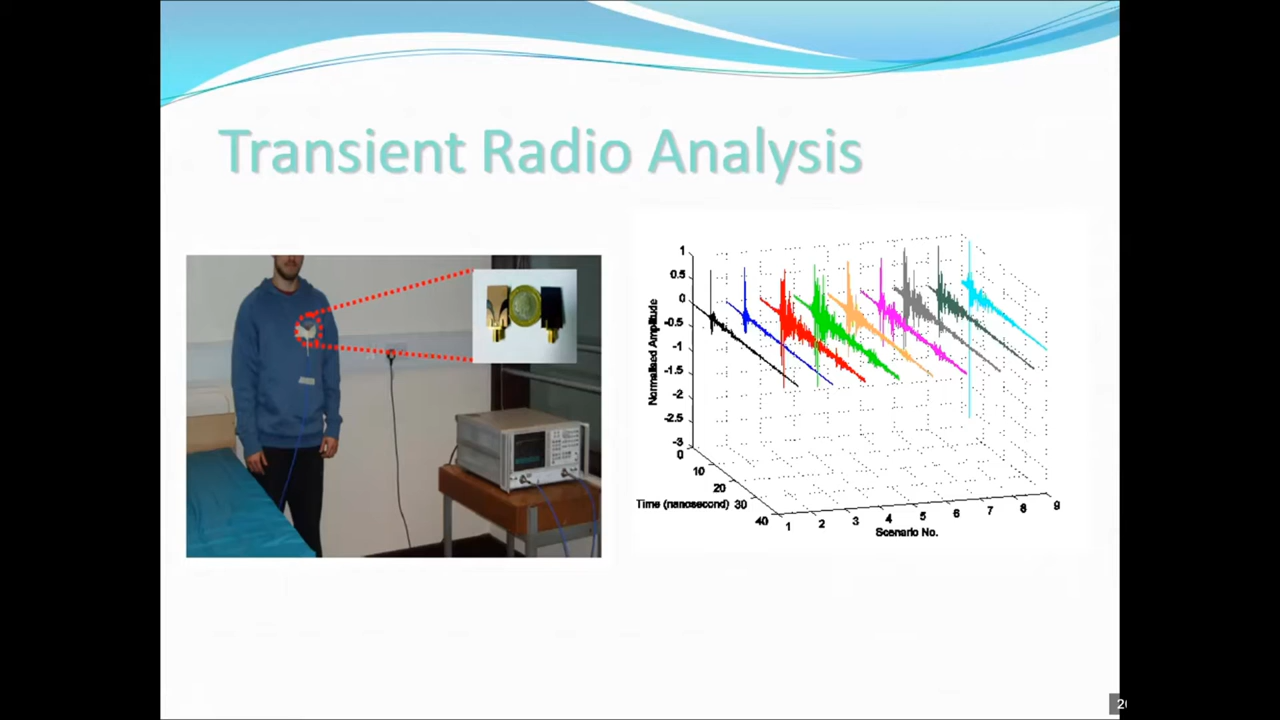 Transient Radio Analysis
1
0.5
0
-0.5
-1
-1.5
-2
-2.5
-3
Normalised Amplitude
0
10
20
30
40
Time (nanosecond)
1 2 3 4 5 6 7 8 9
Scenario No.